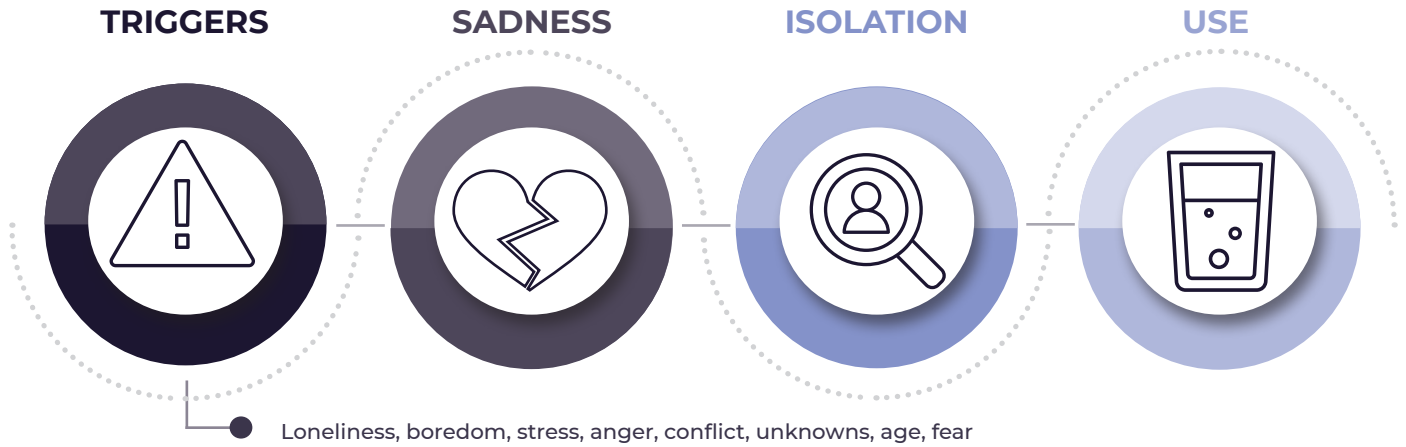 TRIGGERS
SADNESS
ISOLATION
USE
Loneliness, boredom, stress, anger, conflict, unknowns, age, fear